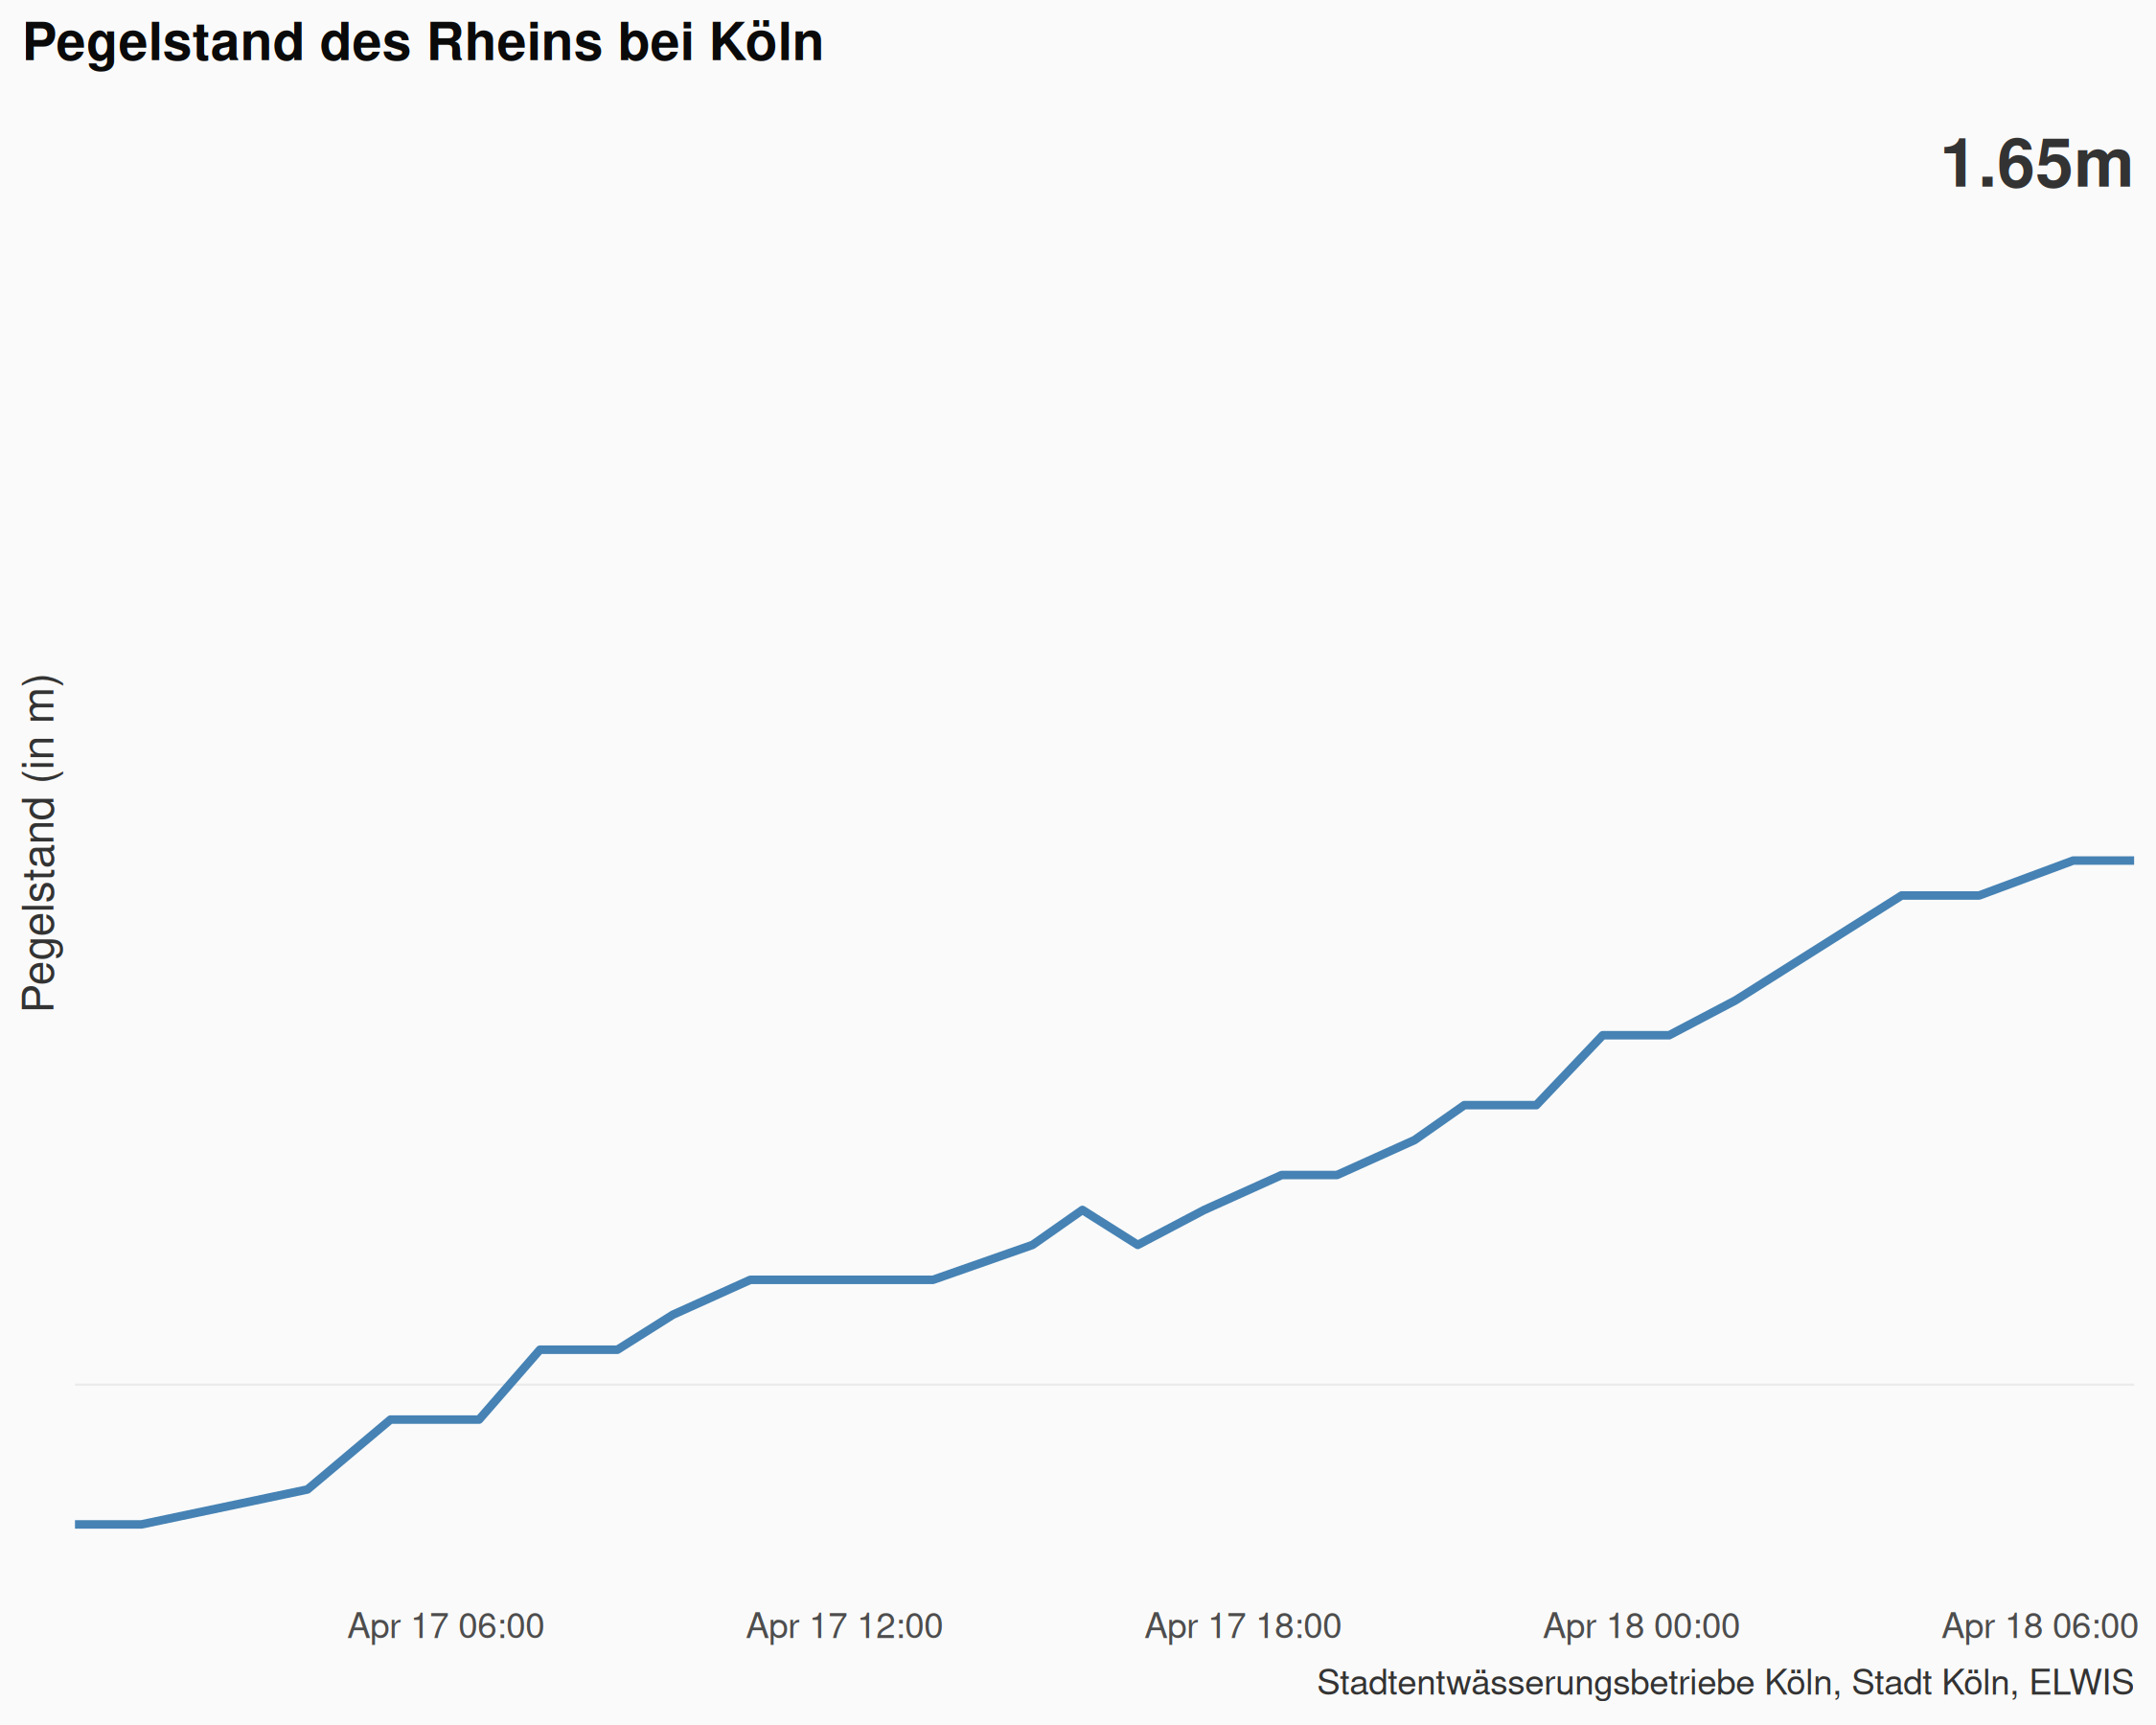 Pegelstand des Rheins bei Köln
1.65m
Pegelstand (in m)
Apr 17 06:00
Apr 17 12:00
Apr 17 18:00
Apr 18 00:00
Apr 18 06:00
Stadtentwässerungsbetriebe Köln, Stadt Köln, ELWIS